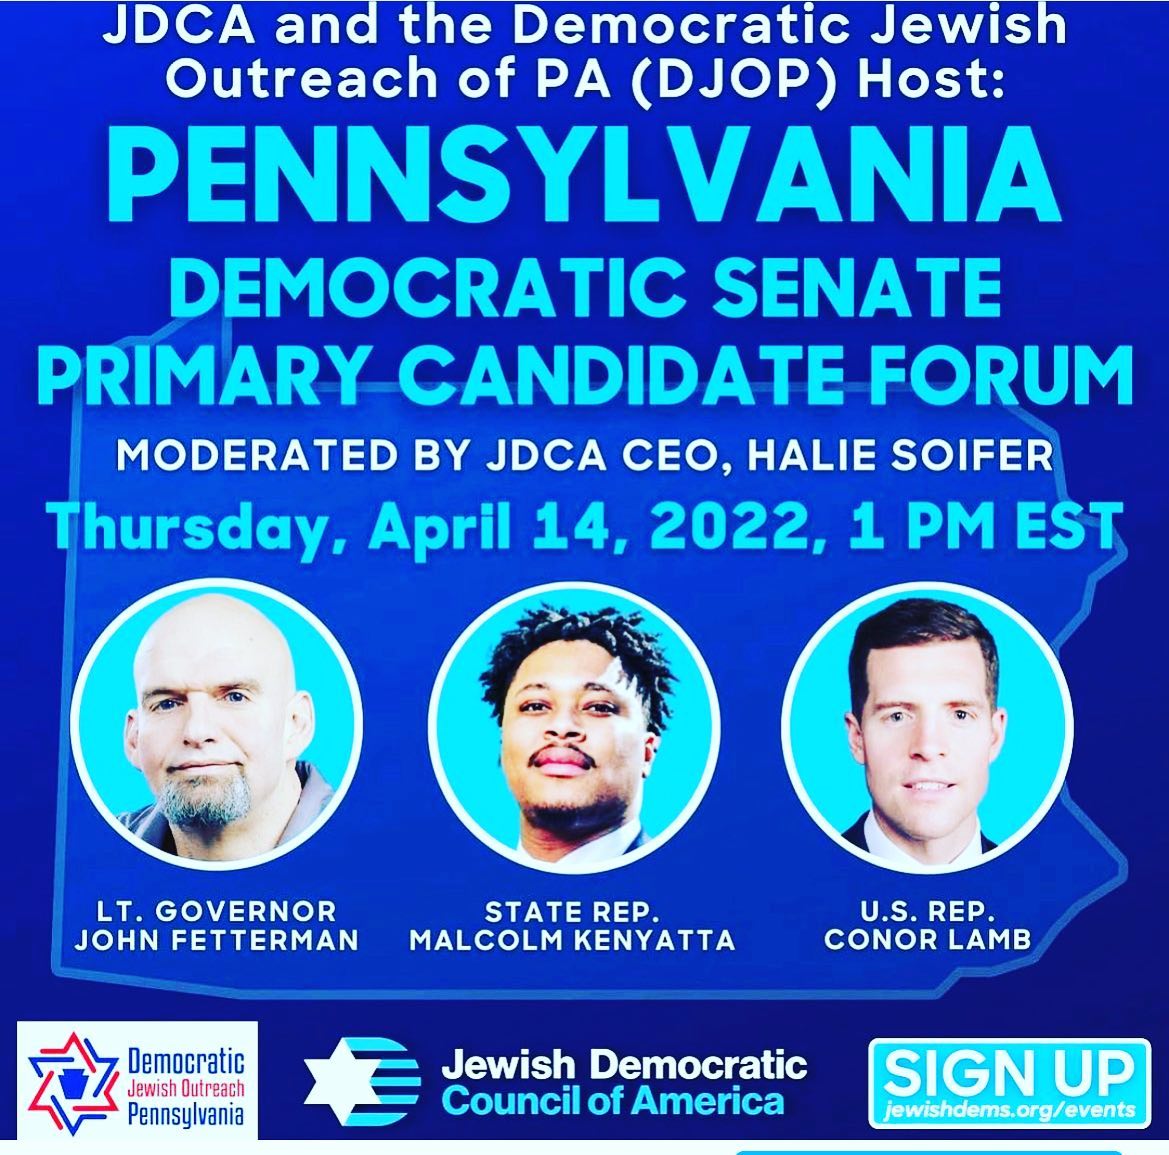 JDCA and the Democratic Jewish
Outreach of PA (DJOP) Host:
PENNSYLVANIA
DEMOCRATIC SENATE
PRIMARY CANDIDATE FORUM
MODERATED BY JDCA CEO, HALIE SOIFER
Thursday, April 14, 2022, 1 PM EST
LT. GOVERNOR
JOHN FETTERMAN
STATE REP.
MALCOLM KENYATTA
U.S. REP.
CONOR LAMB
Democratic
Jewish Outreach
Pennsylvania
Jewish Democratic
Council of America
SIGN UP
jewishdems.org/events